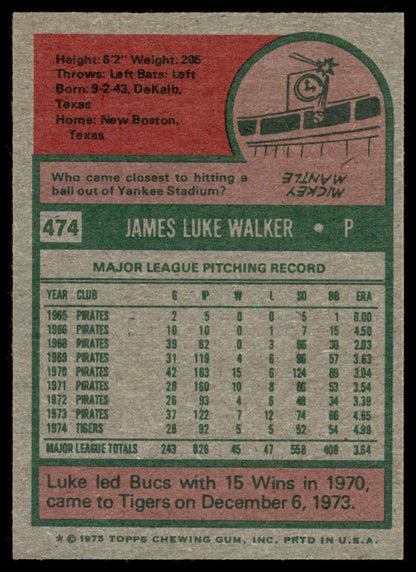 Height: 6'2" Weight: 205
Throws: Left Bats: Left
Born: 9-2-43, DeKalb,
Texas
Home: New Boston,
Texas
Who came closest to hitting a
ball out of Yankee Stadium?
MICKEY
MANTLE
474 JAMES LUKE WALKER • P
MAJOR LEAGUE PITCHING RECORD
YEAR CLUB G IP W L SO BB ERA
1965 PIRATES 2 5 0 0 5 1 0.00
1966 PIRATES 10 10 0 1 7 15 4.50
1968 PIRATES 39 62 0 3 66 39 2.03
1969 PIRATES 31 119 4 6 96 57 3.63
1970 PIRATES 42 163 15 6 124 89 3.04
1971 PIRATES 28 160 10 8 86 53 3.54
1972 PIRATES 26 93 4 6 48 34 3.39
1973 PIRATES 37 122 7 12 74 66 4.65
1974 TIGERS 28 92 5 5 52 54 4.99
MAJOR LEAGUE TOTALS 243 826 45 47 558 408 3.64
Luke led Bucs with 15 Wins in 1970,
came to Tigers on December 6, 1973.
* © 1975 TOPPS CHEWING GUM, INC. PRTD IN U.S.A.